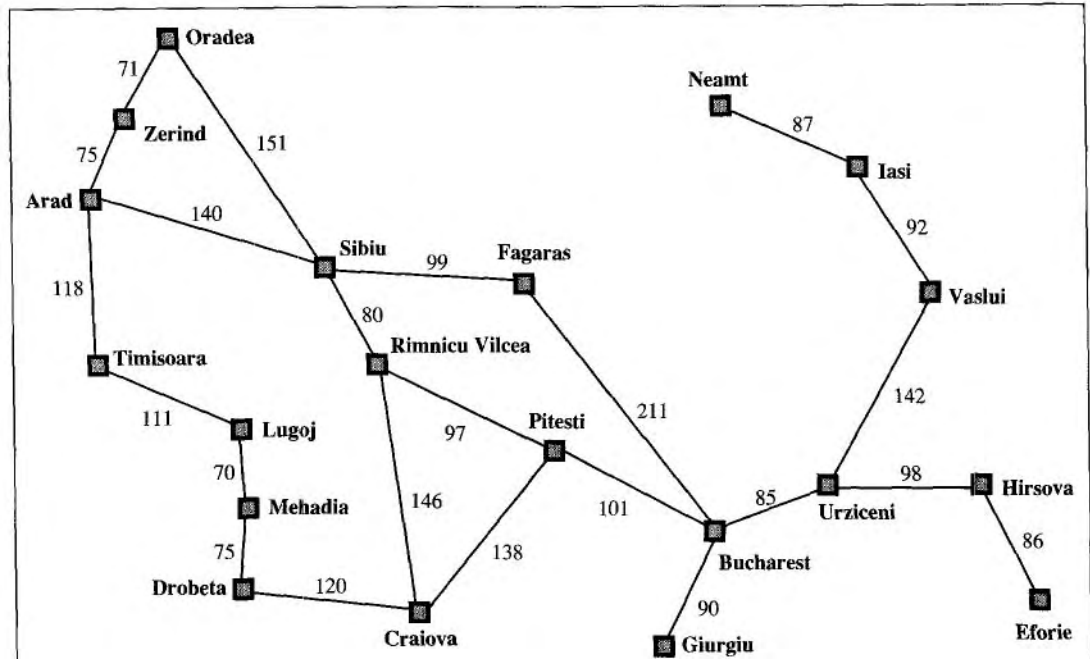 Oradea
71
Neamt
87
Zerind
151
75
Iasi
Arad
140
92
Sibiu
Fagaras
99
118
Vaslui
80
Timisoara
Rimnicu Vilcea
142
211
111
Pitesti
Lugoj
97
70
98
Hirsova
85
Mehadia
146
101
Urziceni
86
75
138
Bucharest
Drobeta
120
90
Craiova
Giurgiu
Eforie